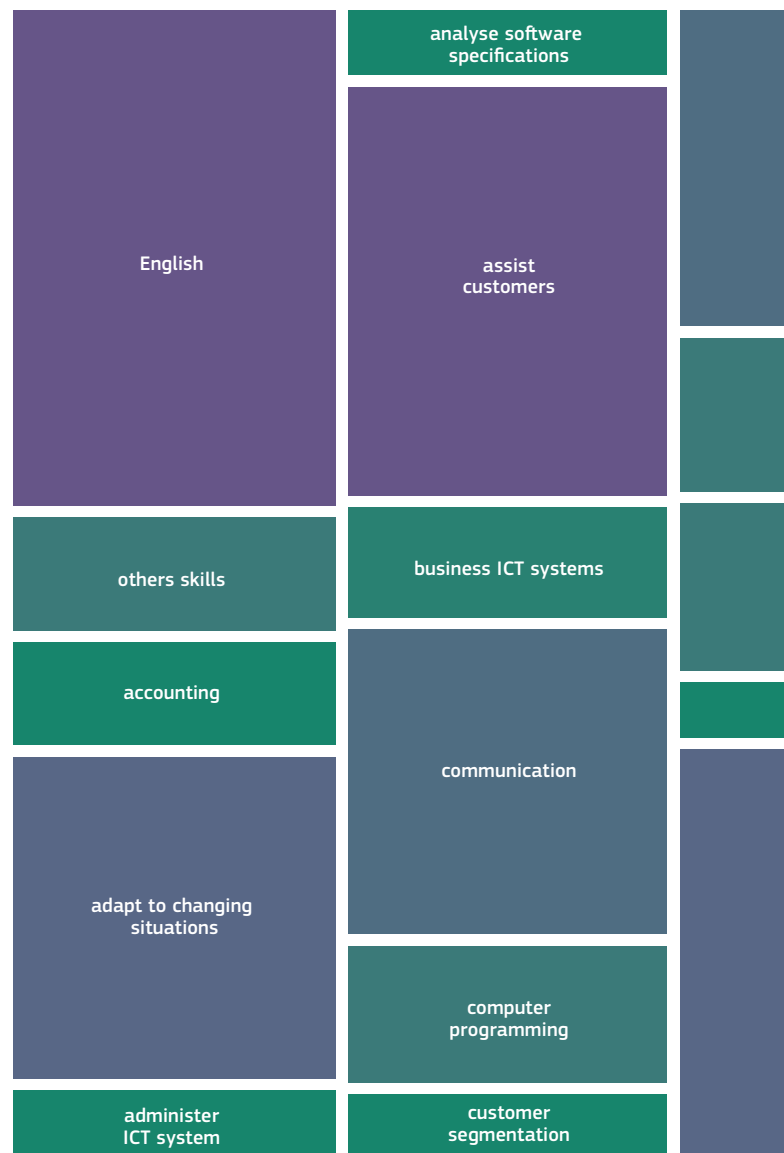 English
others skills
accounting
adapt to changing
situations
administer
ICT system
analyse software
specifications
assist
customers
business ICT systems
communication
computer
programming
customer
segmentation